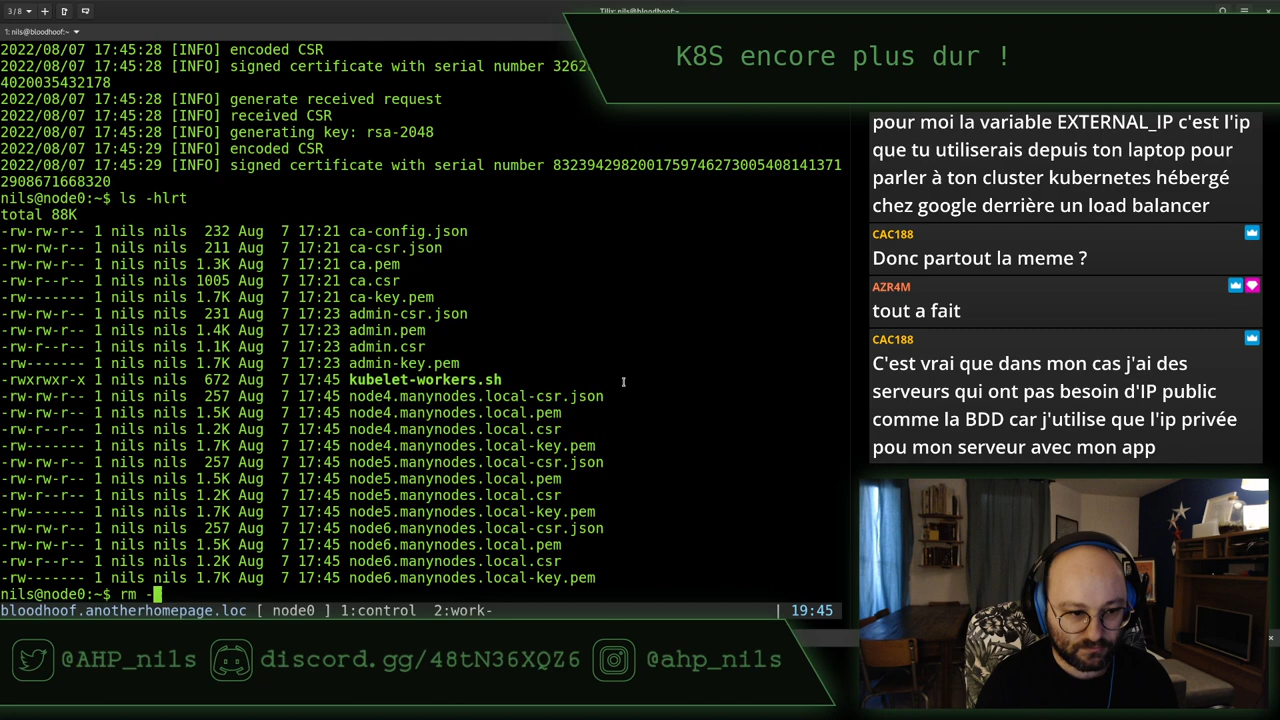 3/8
Tilix: nils@bloodhoof:~
1: nils@bloodhoof:~
K8S encore plus dur !
2022/08/07 17:45:28 [INFO] encoded CSR
2022/08/07 17:45:28 [INFO] signed certificate with serial number 3262
4020035432178
2022/08/07 17:45:28 [INFO] generate received request
2022/08/07 17:45:28 [INFO] received CSR
2022/08/07 17:45:28 [INFO] generating key: rsa-2048
2022/08/07 17:45:29 [INFO] encoded CSR
2022/08/07 17:45:29 [INFO] signed certificate with serial number 8323942982001759746273005408141371
2908671668320
nils@node0:~$ ls -hlrt
total 88K
-rw-rw-r-- 1 nils nils 232 Aug 7 17:21 ca-config.json
-rw-rw-r-- 1 nils nils 211 Aug 7 17:21 ca-csr.json
-rw-rw-r-- 1 nils nils 1.3K Aug 7 17:21 ca.pem
-rw-r--r-- 1 nils nils 1005 Aug 7 17:21 ca.csr
-rw------- 1 nils nils 1.7K Aug 7 17:21 ca-key.pem
-rw-rw-r-- 1 nils nils 231 Aug 7 17:23 admin-csr.json
-rw-rw-r-- 1 nils nils 1.4K Aug 7 17:23 admin.pem
-rw-r--r-- 1 nils nils 1.1K Aug 7 17:23 admin.csr
-rw------- 1 nils nils 1.7K Aug 7 17:23 admin-key.pem
-rwxrwxr-x 1 nils nils 672 Aug 7 17:45 kubelet-workers.sh
-rw-rw-r-- 1 nils nils 257 Aug 7 17:45 node4.manynodes.local-csr.json
-rw-rw-r-- 1 nils nils 1.5K Aug 7 17:45 node4.manynodes.local.pem
-rw-r--r-- 1 nils nils 1.2K Aug 7 17:45 node4.manynodes.local.csr
-rw------- 1 nils nils 1.7K Aug 7 17:45 node4.manynodes.local-key.pem
-rw-rw-r-- 1 nils nils 257 Aug 7 17:45 node5.manynodes.local-csr.json
-rw-rw-r-- 1 nils nils 1.5K Aug 7 17:45 node5.manynodes.local.pem
-rw-r--r-- 1 nils nils 1.2K Aug 7 17:45 node5.manynodes.local.csr
-rw------- 1 nils nils 1.7K Aug 7 17:45 node5.manynodes.local-key.pem
-rw-rw-r-- 1 nils nils 257 Aug 7 17:45 node6.manynodes.local-csr.json
-rw-rw-r-- 1 nils nils 1.5K Aug 7 17:45 node6.manynodes.local.pem
-rw-r--r-- 1 nils nils 1.2K Aug 7 17:45 node6.manynodes.local.csr
-rw------- 1 nils nils 1.7K Aug 7 17:45 node6.manynodes.local-key.pem
nils@node0:~$ rm -
bloodhoof.anotherhomepage.loc [ node0 ] 1:control 2:work- | 19:45
pour moi la variable EXTERNAL_IP c'est l'ip
que tu utiliserais depuis ton laptop pour
parler à ton cluster kubernetes hébergé
chez google derrière un load balancer
CAC188
Donc partout la meme ?
AZR4M
tout a fait
CAC188
C'est vrai que dans mon cas j'ai des
serveurs qui ont pas besoin d'IP public
comme la BDD car j'utilise que l'ip privée
pou mon serveur avec mon app
@AHP_nils
discord.gg/48tN36XQZ6
@ahp_nils